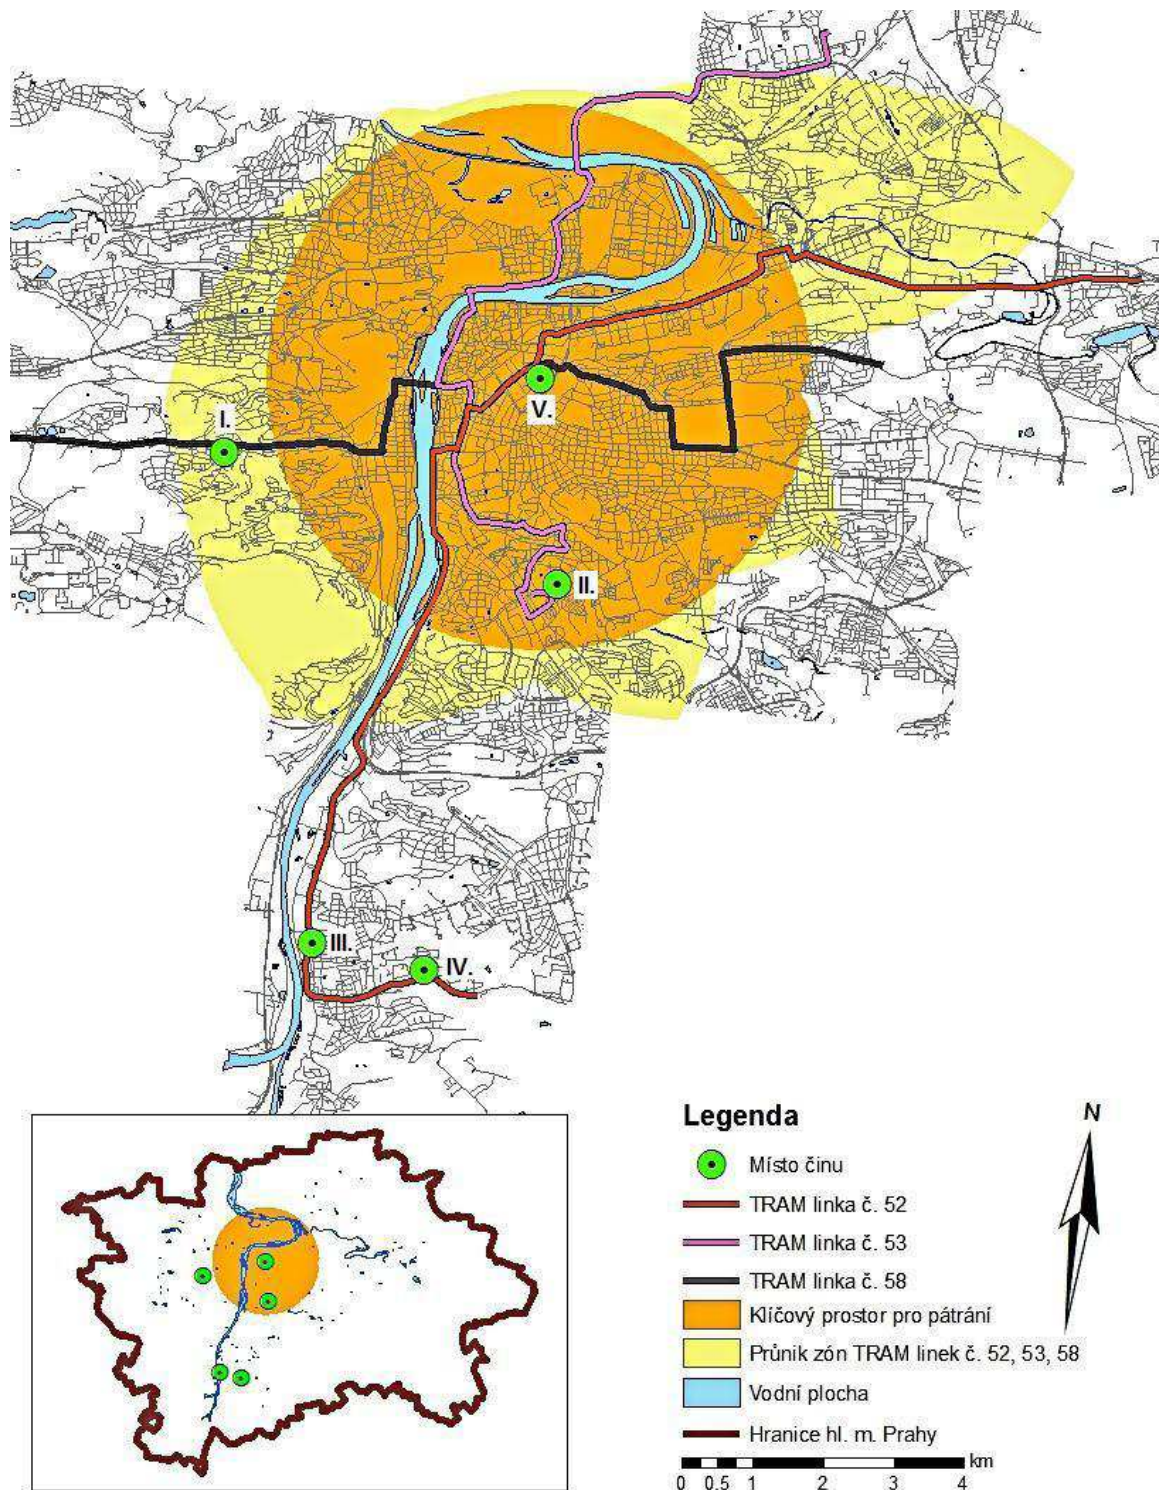 I.
V.
II.
III.
IV.
Legenda
Místo činu
TRAM linka č. 52
TRAM linka č. 53
TRAM linka č. 58
Klíčový prostor pro pátrání
Průnik zón TRAM linek č. 52, 53, 58
Vodní plocha
Hranice hl. m. Prahy
N
km
0 0.5 1 2 3 4